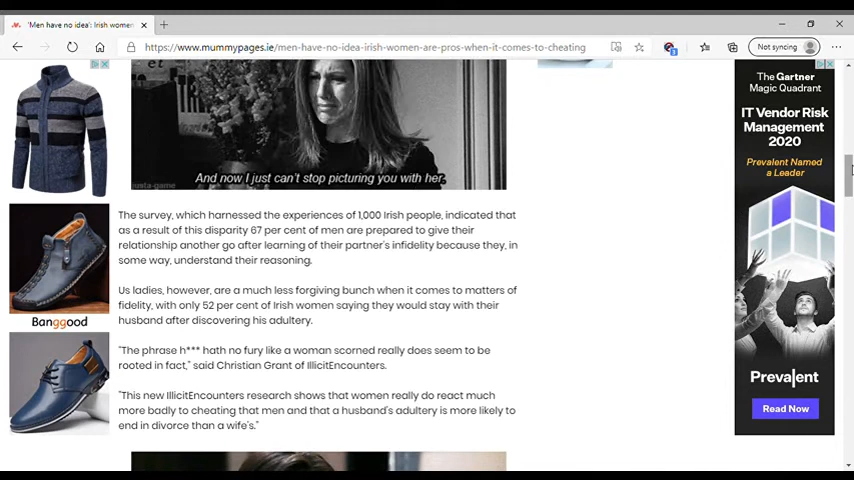 'Men have no idea': Irish women
https://www.mummypages.ie/men-have-no-idea-irish-women-are-pros-when-it-comes-to-cheating
3
Not syncing
et
And now I just can't stop picturing you with her.
The survey, which harnessed the experiences of 1,000 Irish people, indicated that
as a result of this disparity 67 per cent of men are prepared to give their
relationship another go after learning of their partner's infidelity because they, in
some way, understand their reasoning.
Us ladies, however, are a much less forgiving bunch when it comes to matters of
fidelity, with only 52 per cent of Irish women saying they would stay with their
husband after discovering his adultery.
"The phrase h*** hath no fury like a woman scorned really does seem to be
rooted in fact," said Christian Grant of IllicitEncounters.
"This new IllicitEncounters research shows that women really do react much
more badly to cheating that men and that a husband's adultery is more likely to
end in divorce than a wife's."
Banggood
The Gartner
Magic Quadrant
IT Vendor Risk
Management
2020
Prevalent Named
a Leader
Prevalent
Read Now